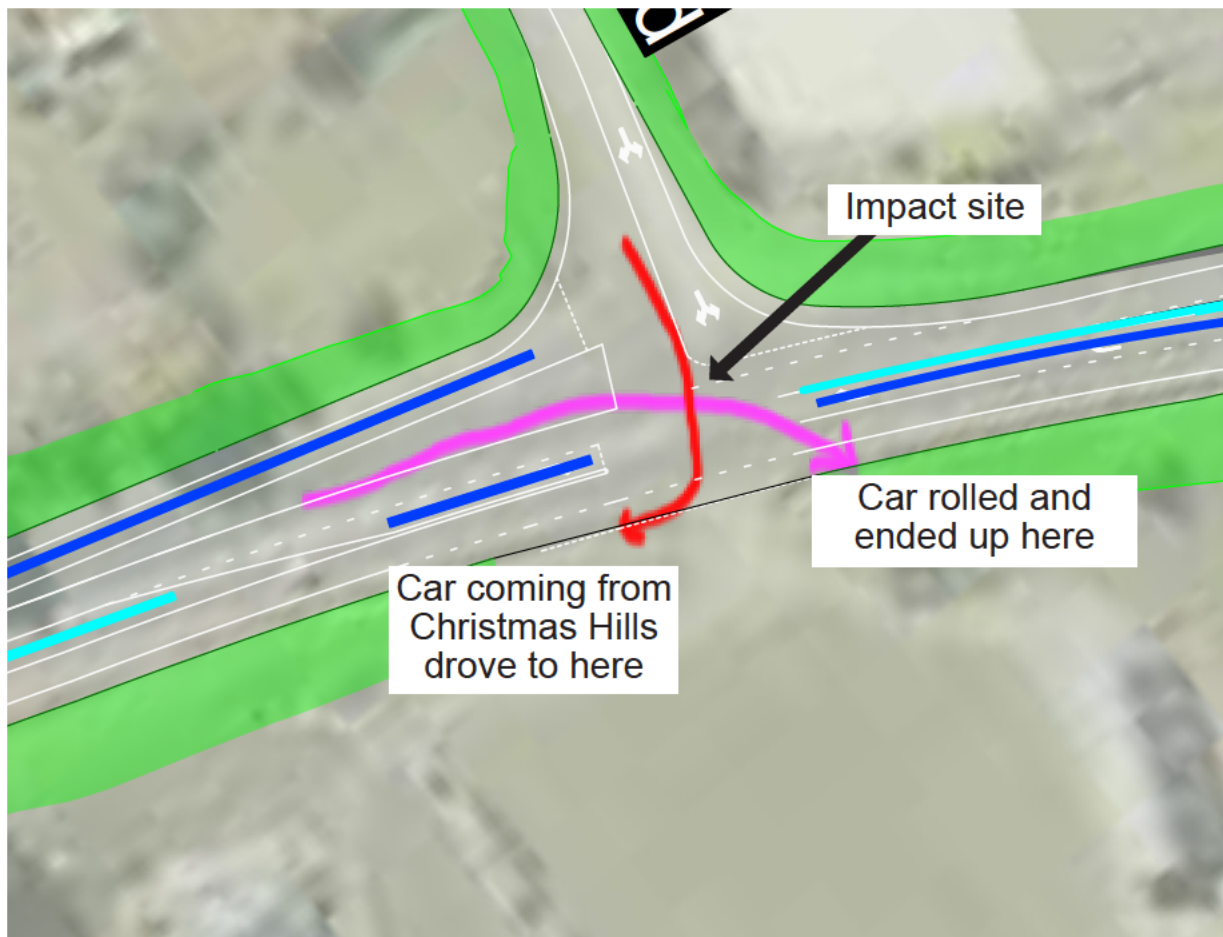 d
Impact site
Car rolled and
ended up here
Car coming from
Christmas Hills
drove to here